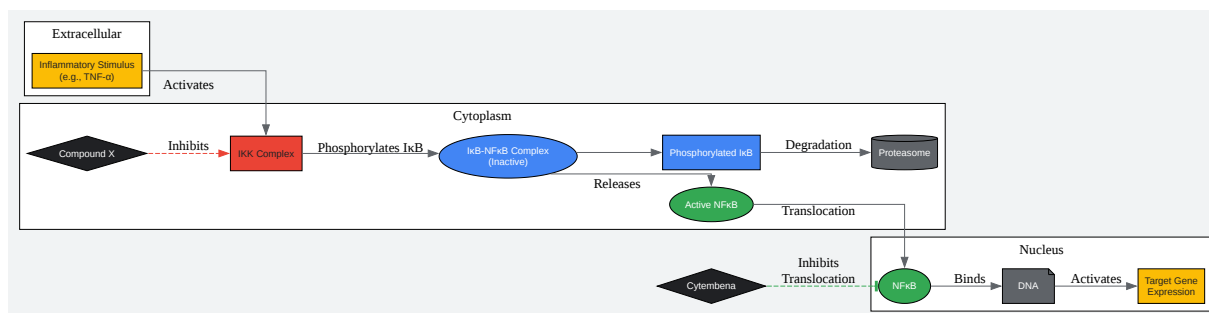 Extracellular
Inflammatory Stimulus
(e.g., TNF-α)
Activates
Cytoplasm
Compound X
Inhibits
IKK Complex
Phosphorylates IκB
IκB-NFκB Complex
(Inactive)
Phosphorylated IκB
Degradation
Proteasome
Releases
Active NFκB
Translocation
Nucleus
Cytembena
Inhibits
Translocation
NFκB
Binds
DNA
Activates
Target Gene
Expression